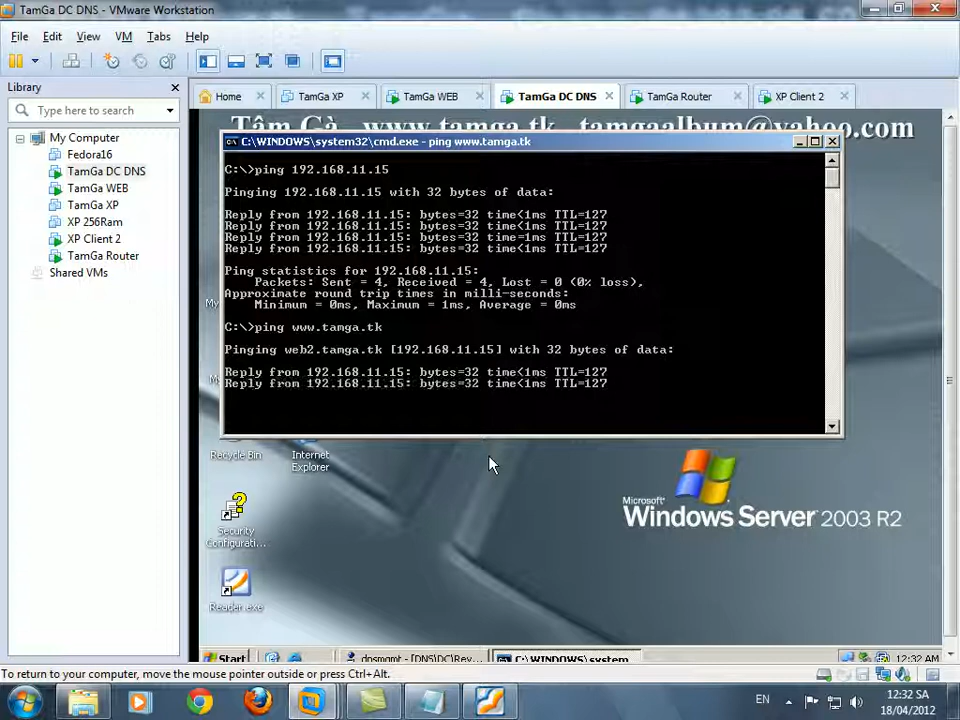 TamGa DC DNS - VMware Workstation
File Edit View VM Tabs Help
Library
Type here to search
My Computer
Fedora16
TamGa DC DNS
TamGa WEB
TamGa XP
XP 256Ram
XP Client 2
TamGa Router
Shared VMs
Home TamGa XP TamGa WEB TamGa DC DNS TamGa Router XP Client 2
Tâm Gà - www.tamga.tk - tamgaalbum@yahoo.com
C:\WINDOWS\system32\cmd.exe - ping www.tamga.tk
C:\>ping 192.168.11.15
Pinging 192.168.11.15 with 32 bytes of data:
Reply from 192.168.11.15: bytes=32 time<1ms TTL=127
Reply from 192.168.11.15: bytes=32 time<1ms TTL=127
Reply from 192.168.11.15: bytes=32 time=1ms TTL=127
Reply from 192.168.11.15: bytes=32 time<1ms TTL=127
Ping statistics for 192.168.11.15:
Packets: Sent = 4, Received = 4, Lost = 0 (0% loss),
Approximate round trip times in milli-seconds:
Minimum = 0ms, Maximum = 1ms, Average = 0ms
C:\>ping www.tamga.tk
Pinging web2.tamga.tk [192.168.11.15] with 32 bytes of data:
Reply from 192.168.11.15: bytes=32 time<1ms TTL=127
Reply from 192.168.11.15: bytes=32 time<1ms TTL=127
My
Recycle Bin
Internet
Explorer
Security
Configurati...
Reader.exe
Microsoft
Windows Server 2003 R2
Start dnsmgmt - [DNS\DC\Rev... C:\WINDOWS\system... 12:32 AM
To return to your computer, move the mouse pointer outside or press Ctrl+Alt.
EN
12:32 SA
18/04/2012